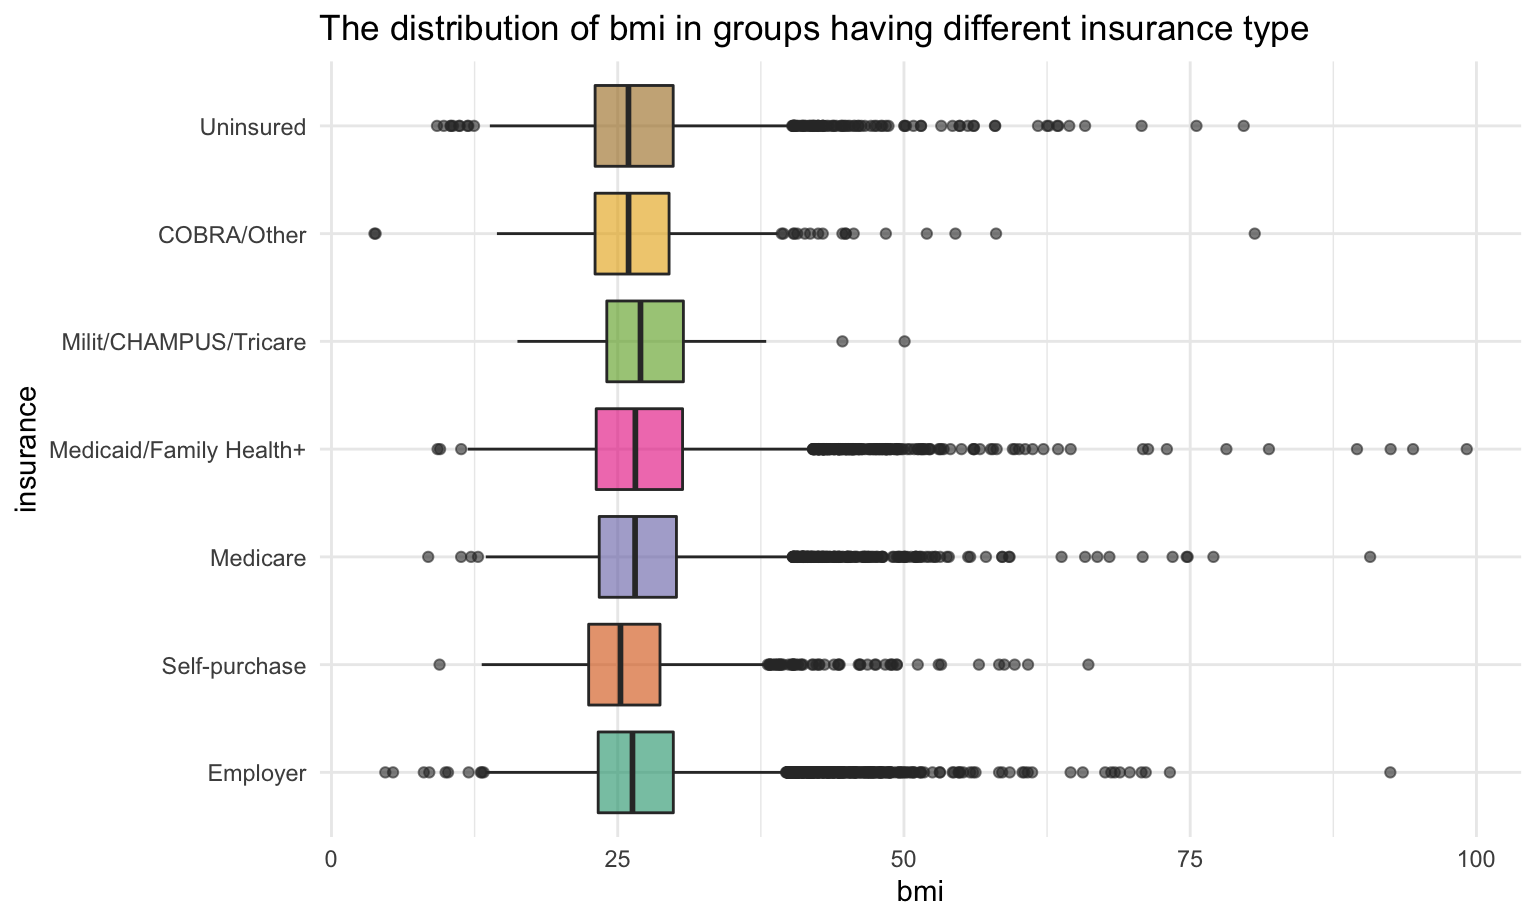 The distribution of bmi in groups having different insurance type
insurance
Uninsured
COBRA/Other
Milit/CHAMPUS/Tricare
Medicaid/Family Health+
Medicare
Self-purchase
Employer
0 25 50 75 100
bmi